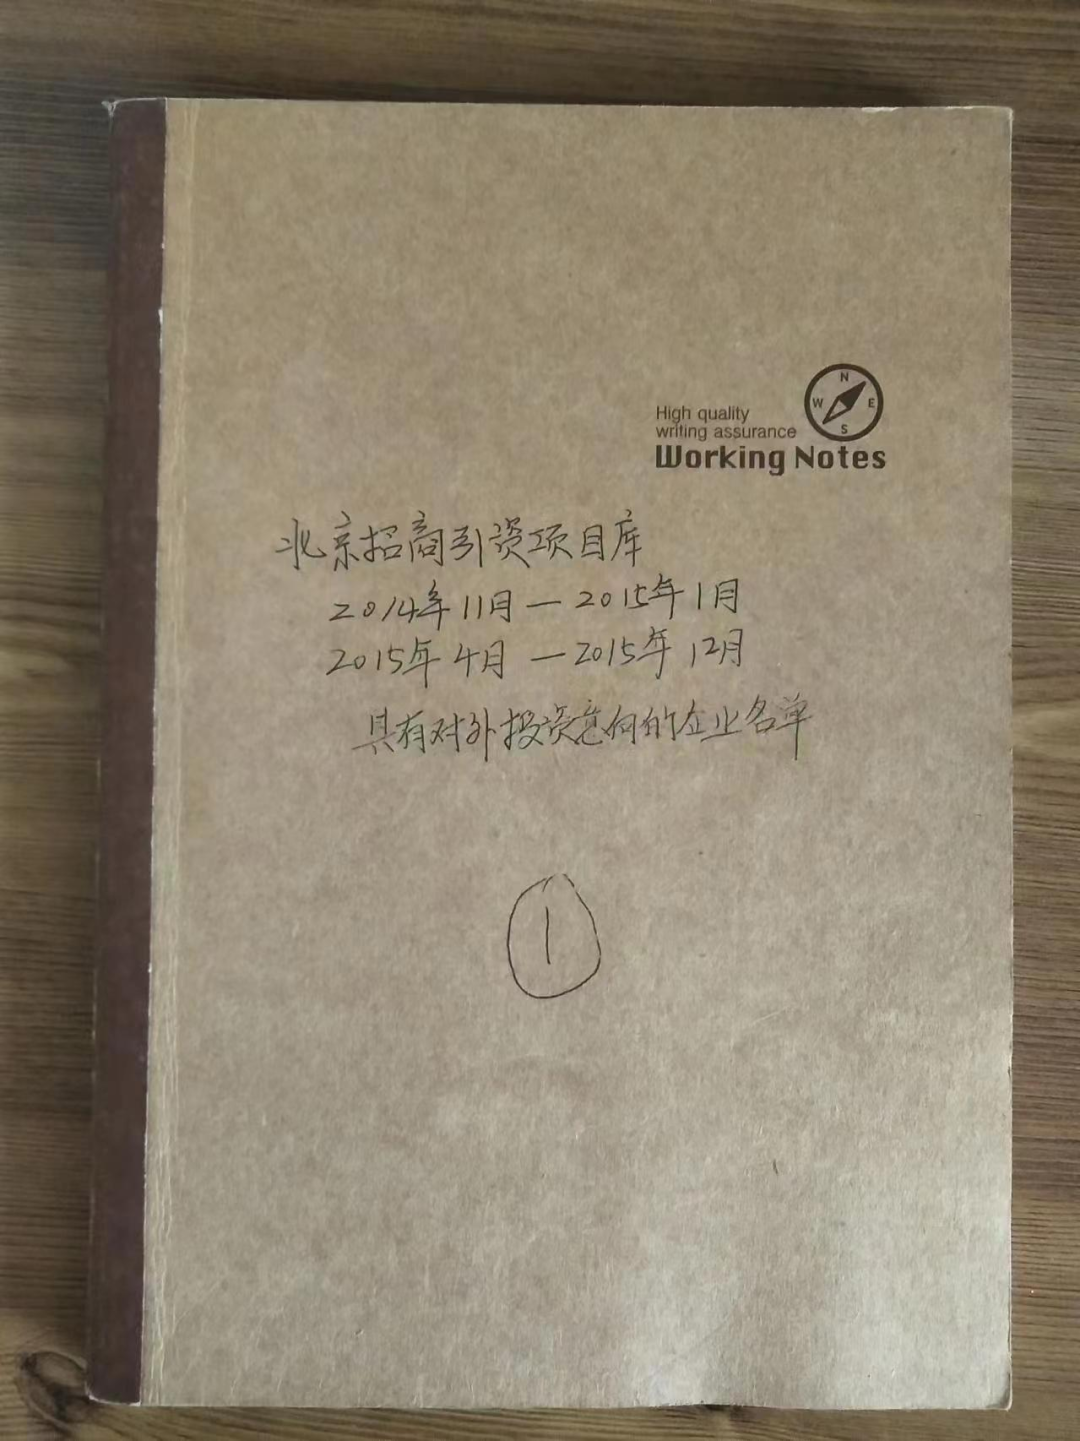 N
W E
S
High quality
writing assurance
Working Notes
北京招商引资项目库
2014年11月—2015年1月
2015年4月—2015年12月
具有对外投资意向的企业名单
①